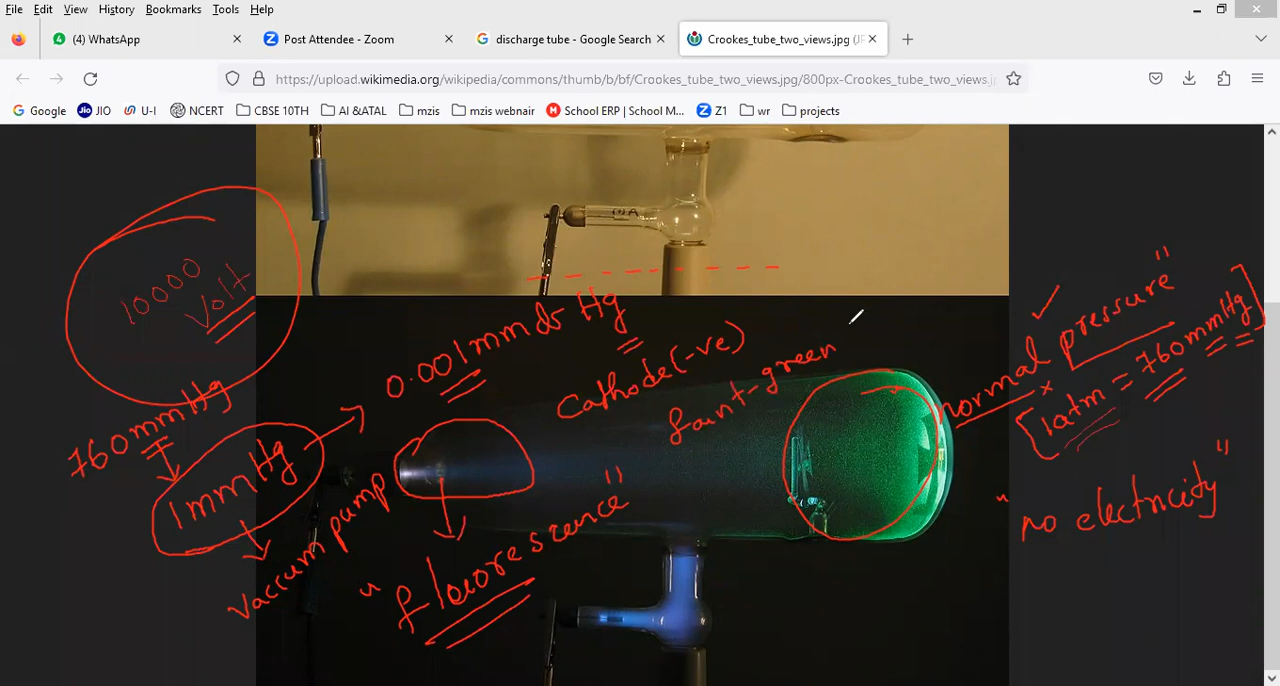 File Edit View History Bookmarks Tools Help
(4) WhatsApp
Post Attendee - Zoom
discharge tube - Google Search
Crookes_tube_two_views.jpg (JP
https://upload.wikimedia.org/wikipedia/commons/thumb/b/bf/Crookes_tube_two_views.jpg/800px-Crookes_tube_two_views.j
Google JIO U-I NCERT CBSE 10TH AI &ATAL mzis mzis webnair School ERP | School M... Z1 wr projects
10000
Volt
760mmHg
1mmHg
vaccum pump
0.001mm ds Hg
Cathode(-ve)
faint-green
"flourescence"
normal pressure"
[1atm = 760mmHg]
"no electricity"